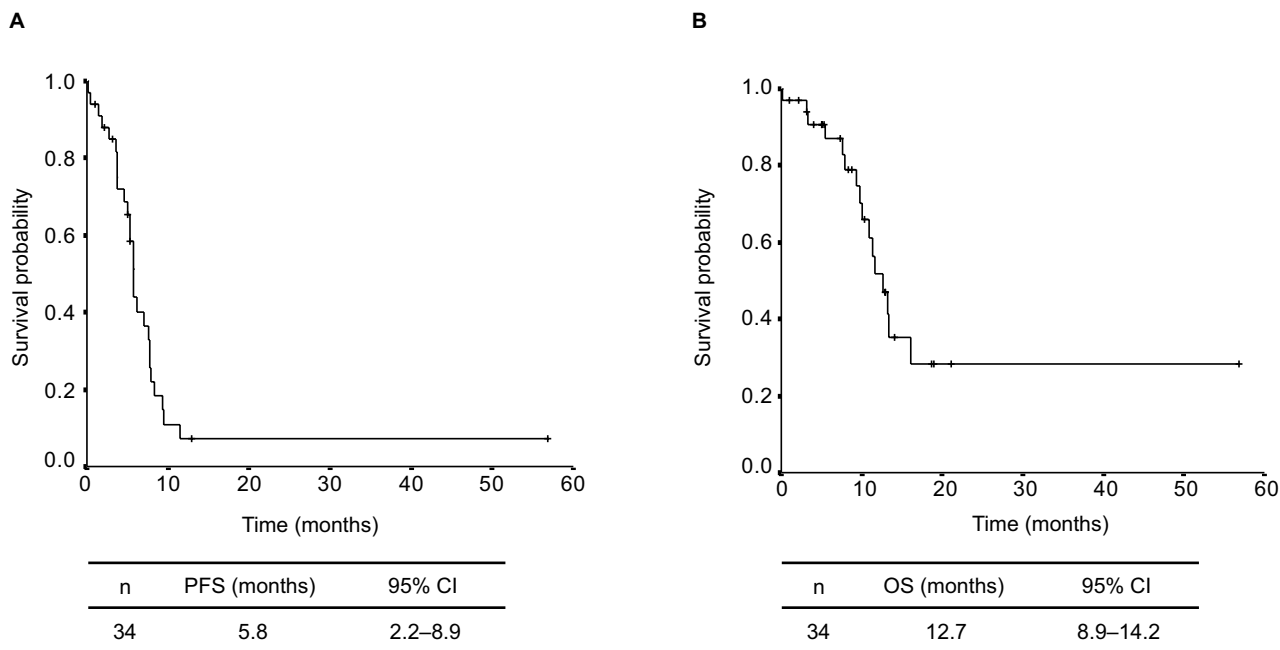 A
B
Survival probability
1.0
0.8
0.6
0.4
0.2
0.0
0 10 20 30 40 50 60
Time (months)
Survival probability
1.0
0.8
0.6
0.4
0.2
0.0
0 10 20 30 40 50 60
Time (months)
n PFS (months) 95% CI
34 5.8 2.2–8.9
n OS (months) 95% CI
34 12.7 8.9–14.2